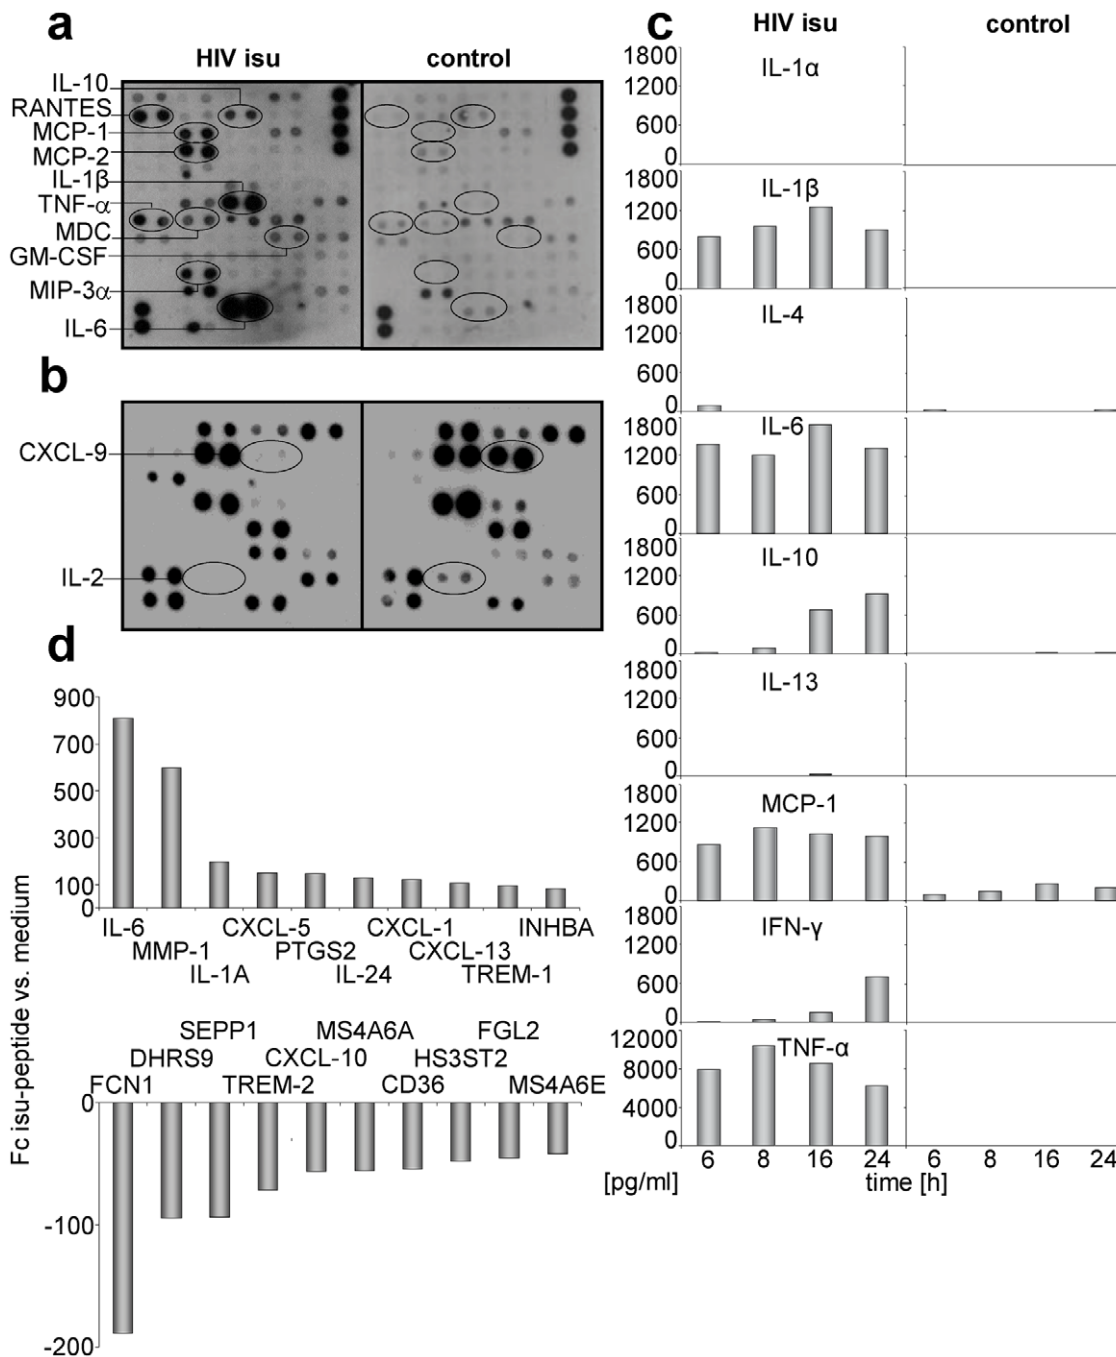 a
HIV isu
control
IL-10
RANTES
MCP-1
MCP-2
IL-1β
TNF-α
MDC
GM-CSF
MIP-3α
IL-6
b
CXCL-9
IL-2
d
Fc isu-peptide vs. medium
900
700
500
300
100
0
IL-6
CXCL-5
CXCL-1
INHBA
MMP-1
PTGS2
CXCL-13
IL-1A
IL-24
TREM-1
SEPP1
MS4A6A
FGL2
DHRS9
CXCL-10
HS3ST2
FCN1
TREM-2
CD36
MS4A6E
0
-100
-200
c
HIV isu
control
1800
1200
600
0
IL-1α
1800
1200
600
0
IL-1β
1800
1200
600
0
IL-4
1800
1200
600
0
IL-6
1800
1200
600
0
IL-10
1800
1200
600
0
IL-13
1800
1200
600
0
MCP-1
1800
1200
600
0
IFN-γ
12000
8000
4000
0
TNF-α
6 8 16 24 6 8 16 24
[pg/ml] time [h]